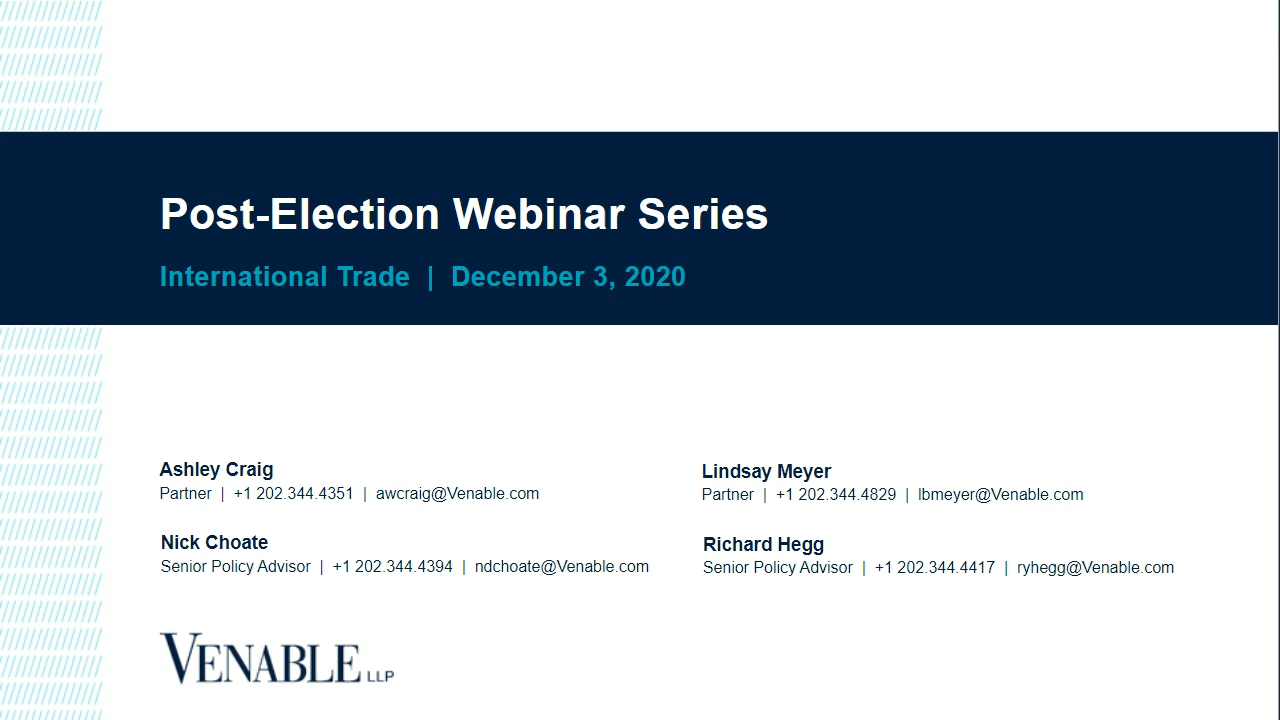 Post-Election Webinar Series
International Trade | December 3, 2020
Ashley Craig
Partner | +1 202.344.4351 | awcraig@Venable.com
Lindsay Meyer
Partner | +1 202.344.4829 | lbmeyer@Venable.com
Nick Choate
Senior Policy Advisor | +1 202.344.4394 | ndchoate@Venable.com
Richard Hegg
Senior Policy Advisor | +1 202.344.4417 | ryhegg@Venable.com
VENABLE LLP